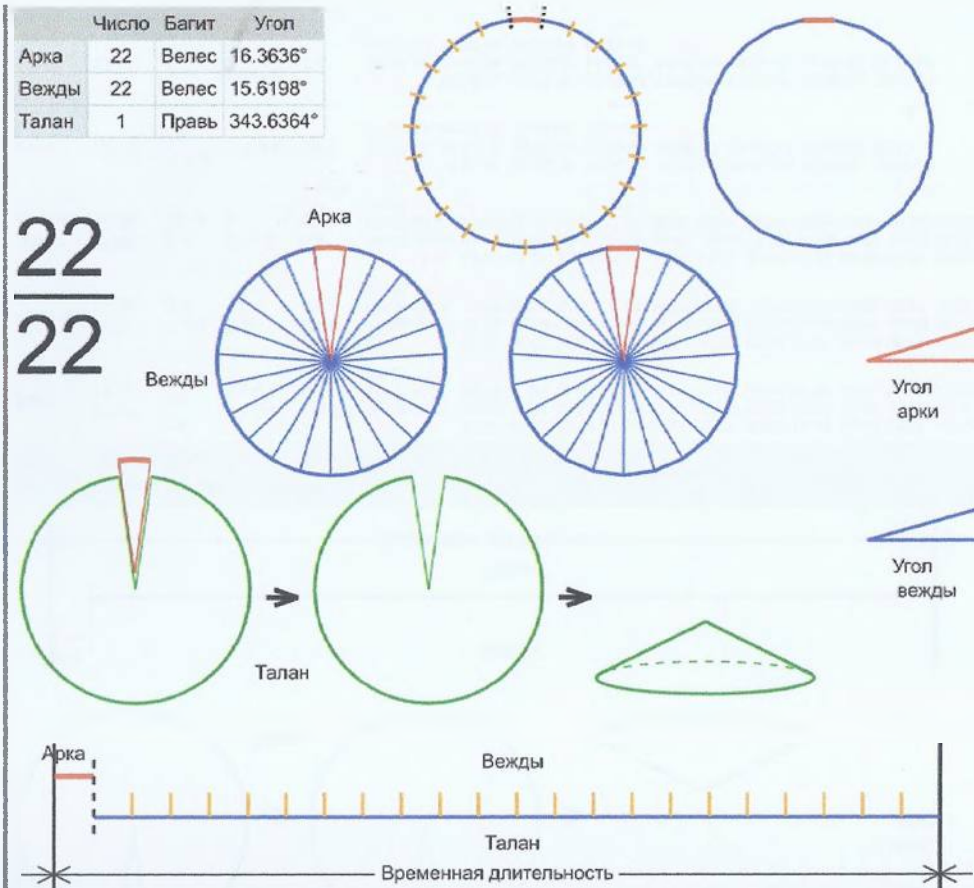 Число Багит Угол
Арка 22 Велес 16.3636°
Вежды 22 Велес 15.6198°
Талан 1 Правь 343.6364°
22
22
Арка
Вежды
Угол
арки
Угол
вежды
Талан
Арка
Вежды
Талан
Временная длительность